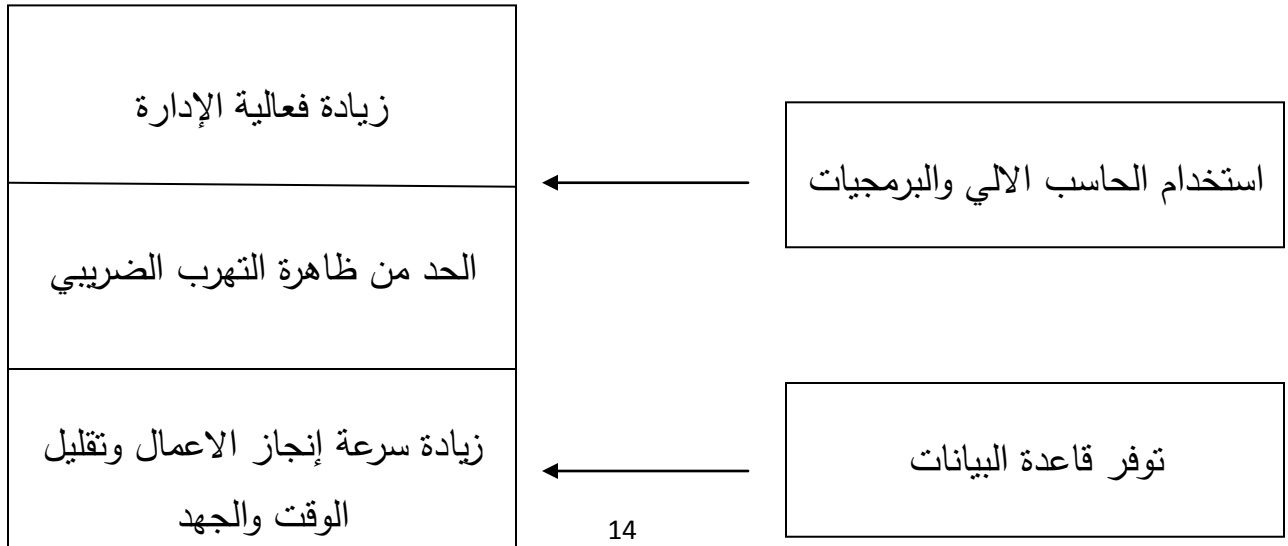 زيادة فعالية الإدارة
استخدام الحاسب الالي والبرمجيات
الحد من ظاهرة التهرب الضريبي
زيادة سرعة إنجاز الاعمال وتقليل
الوقت والجهد
توفر قاعدة البيانات
14